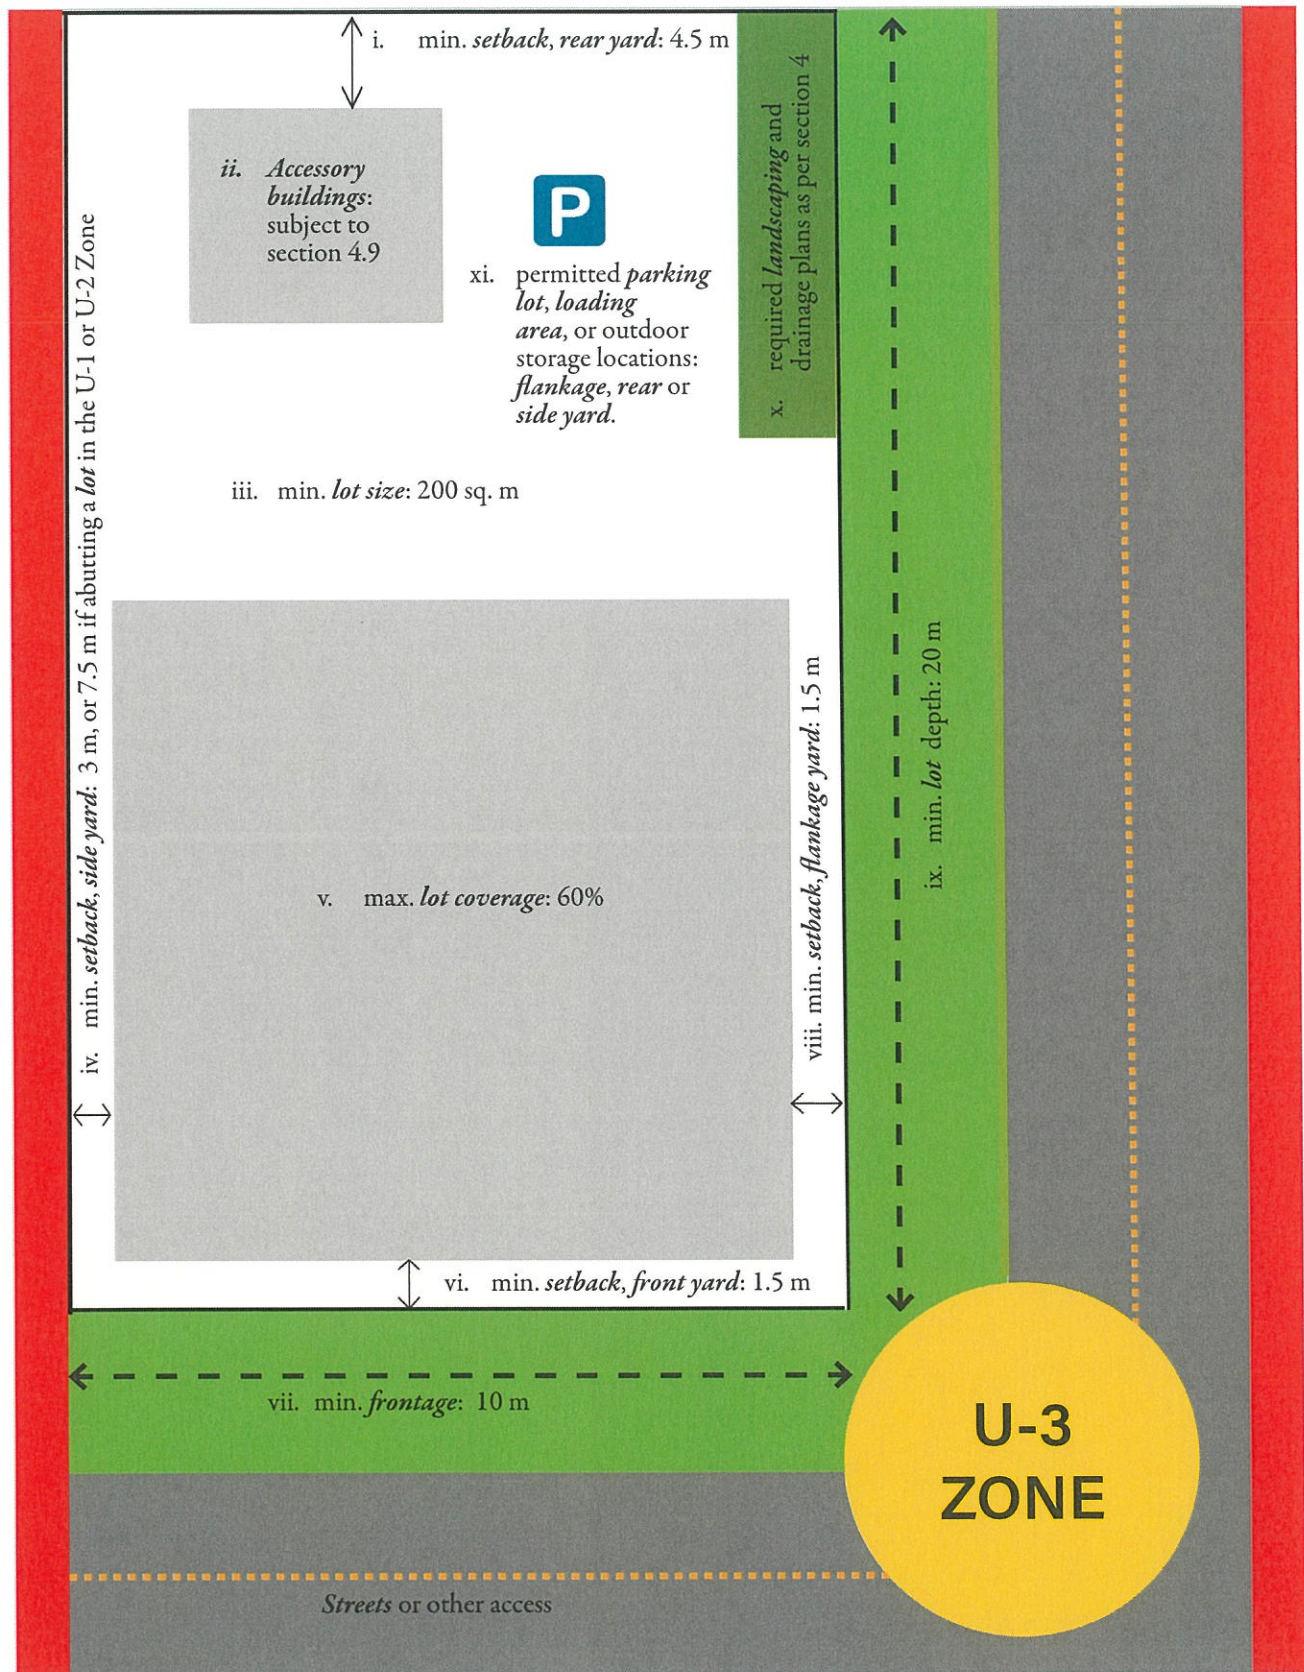 i. min. setback, rear yard: 4.5 m
ii. Accessory
buildings:
subject to
section 4.9
P
xi. permitted parking
lot, loading
area, or outdoor
storage locations:
flankage, rear or
side yard.
x. required landscaping and
drainage plans as per section 4
iii. min. lot size: 200 sq. m
iv. min. setback, side yard: 3 m, or 7.5 m if abutting a lot in the U-1 or U-2 Zone
v. max. lot coverage: 60%
viii. min. setback, flankage yard: 1.5 m
ix. min. lot depth: 20 m
vi. min. setback, front yard: 1.5 m
vii. min. frontage: 10 m
U-3
ZONE
Streets or other access